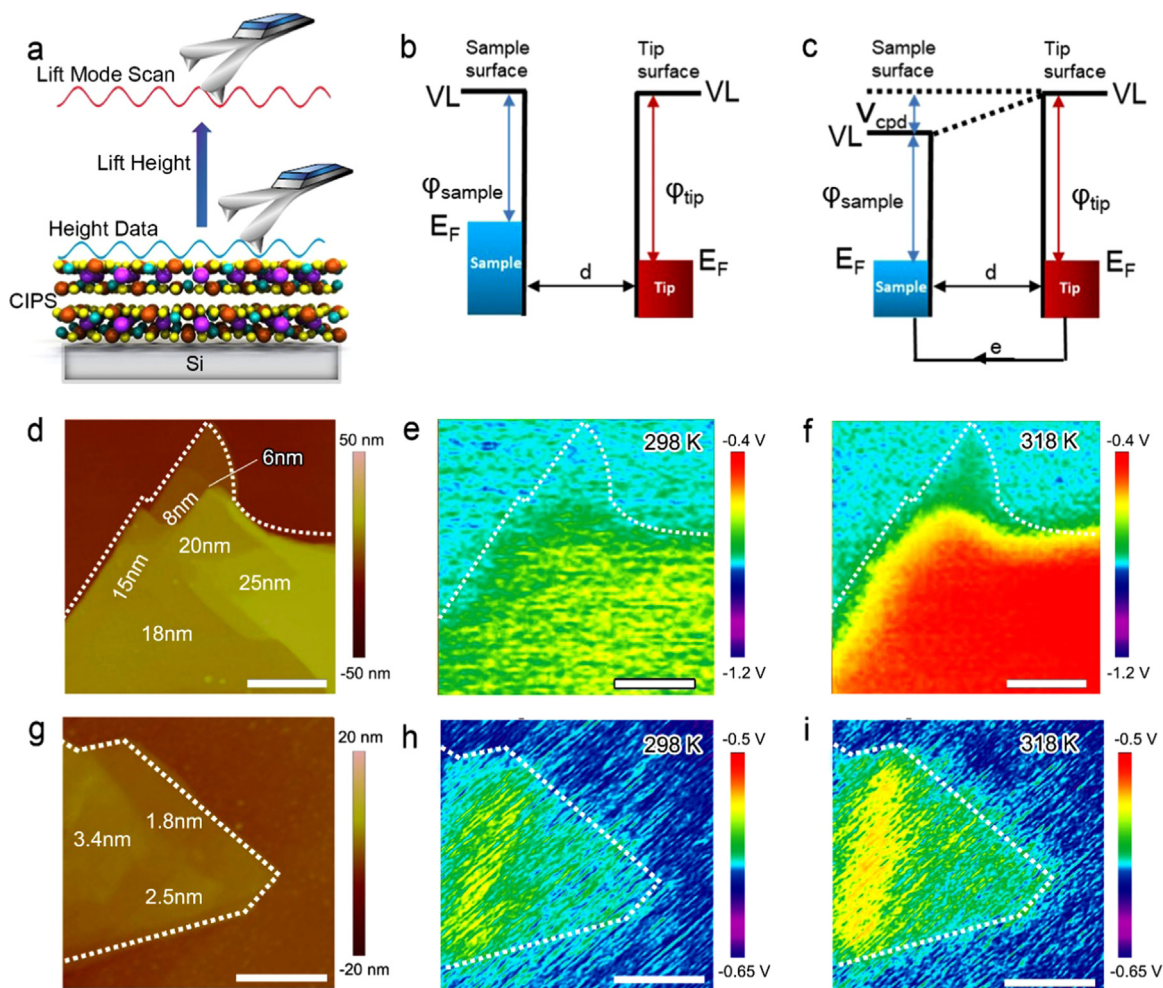 a
Lift Mode Scan
Lift Height
Height Data
CIPS
Si
b
Sample
surface
Tip
surface
VL
VL
φsample
φtip
EF
EF
Sample
d
Tip
c
Sample
surface
Tip
surface
VL
Vcpd
VL
φsample
φtip
EF
EF
Sample
d
Tip
e
d
50 nm
6nm
8nm
20nm
15nm
25nm
18nm
-50 nm
e
298 K
-0.4 V
-1.2 V
f
318 K
-0.4 V
-1.2 V
g
20 nm
1.8nm
3.4nm
2.5nm
-20 nm
h
298 K
-0.5 V
-0.65 V
i
318 K
-0.5 V
-0.65 V